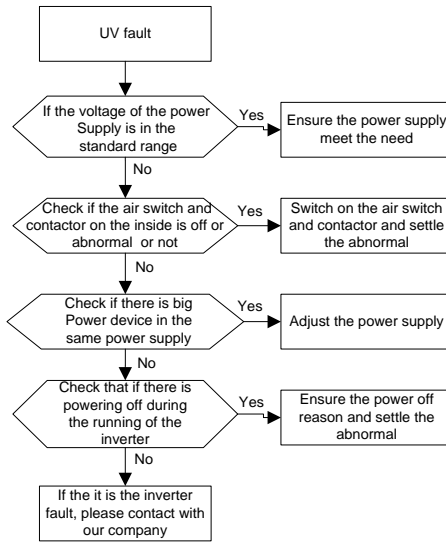 UV fault
If the voltage of the power
Supply is in the
standard range
Yes
Ensure the power supply
meet the need
No
Check if the air switch and
contactor on the inside is off or
abnormal or not
Yes
Switch on the air switch
and contactor and settle
the abnormal
No
Check if there is big
Power device in the
same power supply
Yes
Adjust the power supply
No
Check that if there is
powering off during
the running of the
inverter
Yes
Ensure the power off
reason and settle the
abnormal
No
If the it is the inverter
fault, please contact with
our company